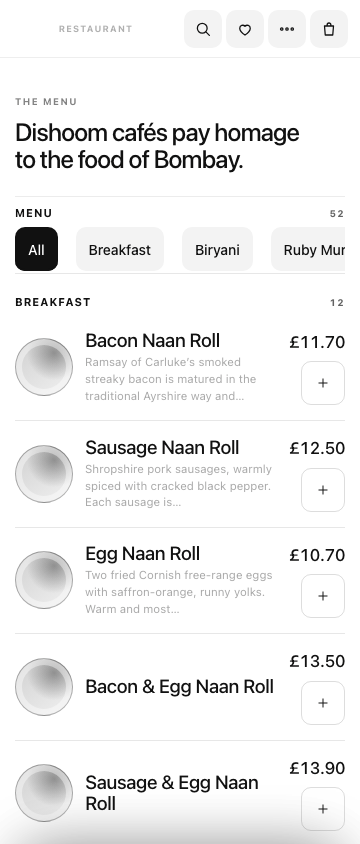 RESTAURANT
THE MENU
Dishoom cafés pay homage
to the food of Bombay.
MENU
52
All
Breakfast
Biryani
Ruby Mur
BREAKFAST
12
Bacon Naan Roll
£11.70
Ramsay of Carluke's smoked
streaky bacon is matured in the
traditional Ayrshire way and...
+
Sausage Naan Roll
£12.50
Shropshire pork sausages, warmly
spiced with cracked black pepper.
Each sausage is...
+
Egg Naan Roll
£10.70
Two fried Cornish free-range eggs
with saffron-orange, runny yolks.
Warm and most...
+
Bacon & Egg Naan Roll
£13.50
+
Sausage & Egg Naan
Roll
£13.90
+